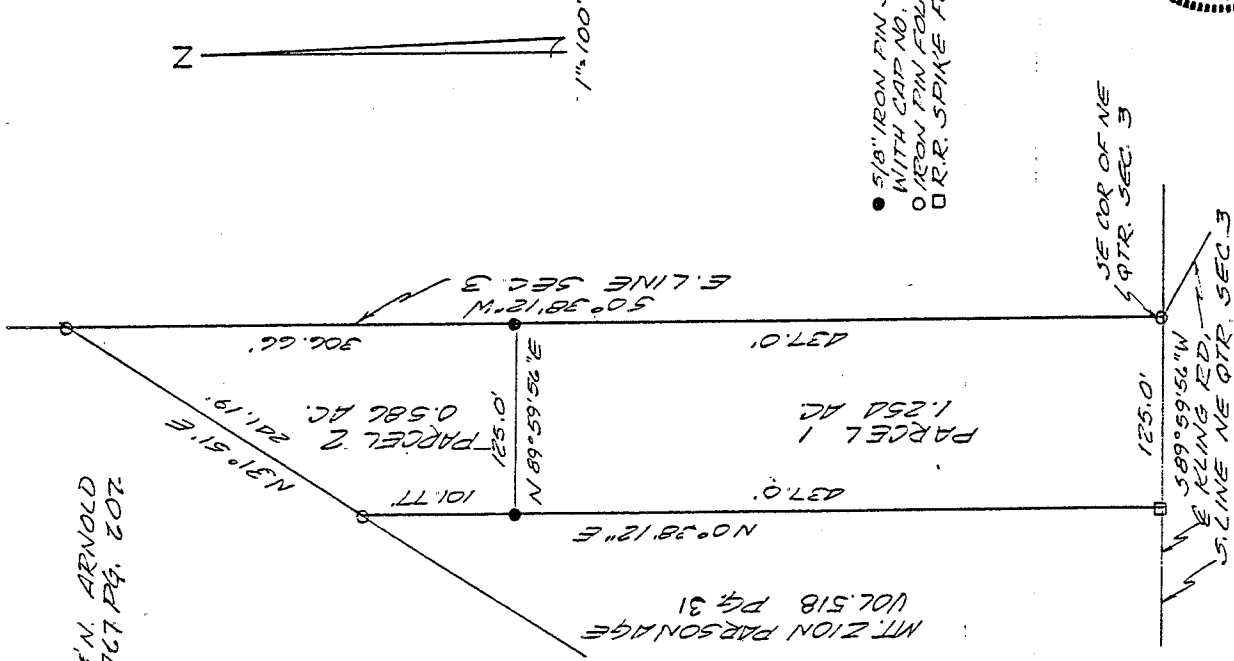 N
1"=100'
N. ARNOLD
767 PG. 202
● 5/8" IRON PIN
WITH CAP NO.
○ IRON PIN
□ R.R. SPIKE
E. LINE SEC. 3
S0°38'12"W
306.66'
N31°51'E
241.19'
PARCEL 2
0.586 AC.
101.77'
125.0'
N 89°59'56"E
437.0'
PARCEL 1
1.254 AC
437.0'
N0°38'12"E
MT. ZION PARSONAGE
VOL. 518 PG. 31
SE COR OF NE
QTR. SEC. 3
125.0'
S89°59'56"W
℄ KLING RD.
S. LINE NE QTR. SEC. 3